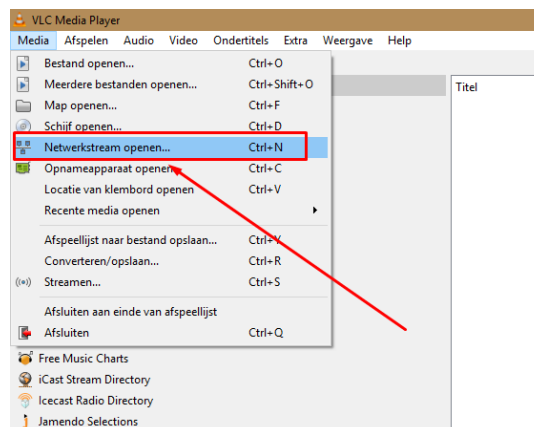 VLC Media Player
Media Afspelen Audio Video Ondertitels Extra Weergave Help
Bestand openen... Ctrl+O
Meerdere bestanden openen... Ctrl+Shift+O
Map openen... Ctrl+F
Schijf openen... Ctrl+D
Netwerkstream openen... Ctrl+N
Opnameapparaat openen... Ctrl+C
Locatie van klembord openen Ctrl+V
Recente media openen
Afspeellijst naar bestand opslaan... Ctrl+Y
Converteren/opslaan... Ctrl+R
Streamen... Ctrl+S
Afsluiten aan einde van afspeellijst
Afsluiten Ctrl+Q
Titel
Free Music Charts
iCast Stream Directory
Icecast Radio Directory
Jamendo Selections